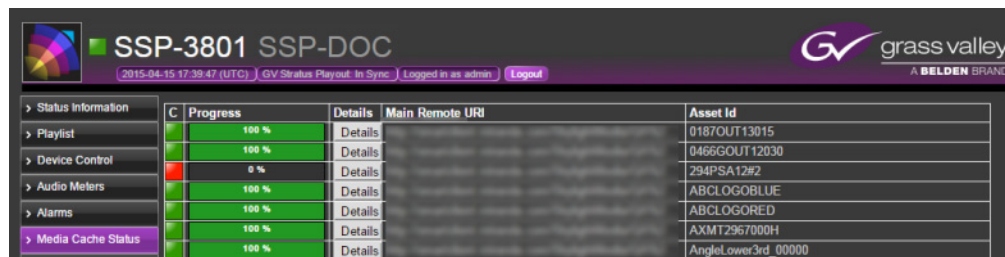 SSP-3801 SSP-DOC
2015-04-15 17:39:47 (UTC) GV Stratus Playout: In Sync Logged in as admin Logout
GV grass valley
A BELDEN BRAND
> Status Information
> Playlist
> Device Control
> Audio Meters
> Alarms
> Media Cache Status
C Progress Details Main Remote URI Asset Id
100 % Details 0187OUT13015
100 % Details 0466GOUT12030
0 % Details 294PSA12#2
100 % Details ABCLOGOBLUE
100 % Details ABCLOGORED
100 % Details AXMT2967000H
100 % Details AngleLower3rd_00000